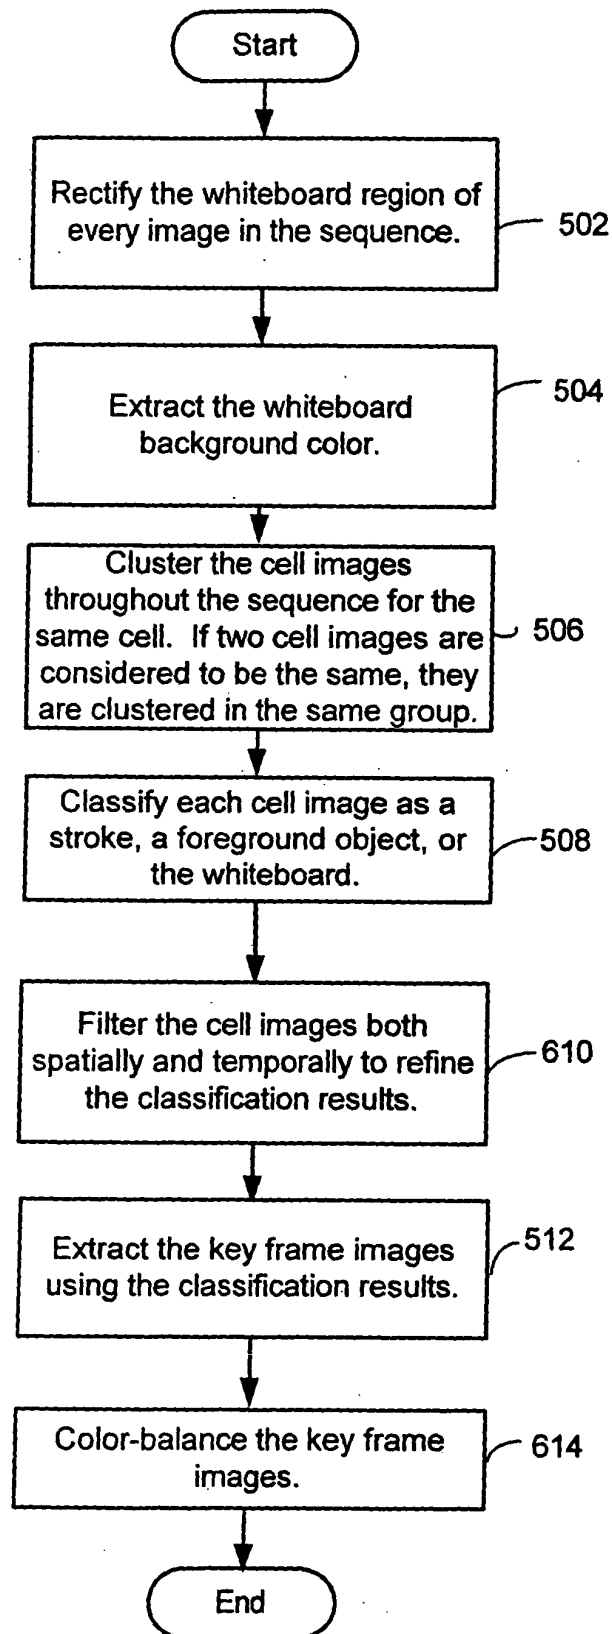 Start
Rectify the whiteboard region of
every image in the sequence.
502
Extract the whiteboard
background color.
504
Cluster the cell images
throughout the sequence for the
same cell. If two cell images are
considered to be the same, they
are clustered in the same group.
506
Classify each cell image as a
stroke, a foreground object, or
the whiteboard.
508
Filter the cell images both
spatially and temporally to refine
the classification results.
610
Extract the key frame images
using the classification results.
512
Color-balance the key frame
images.
614
End